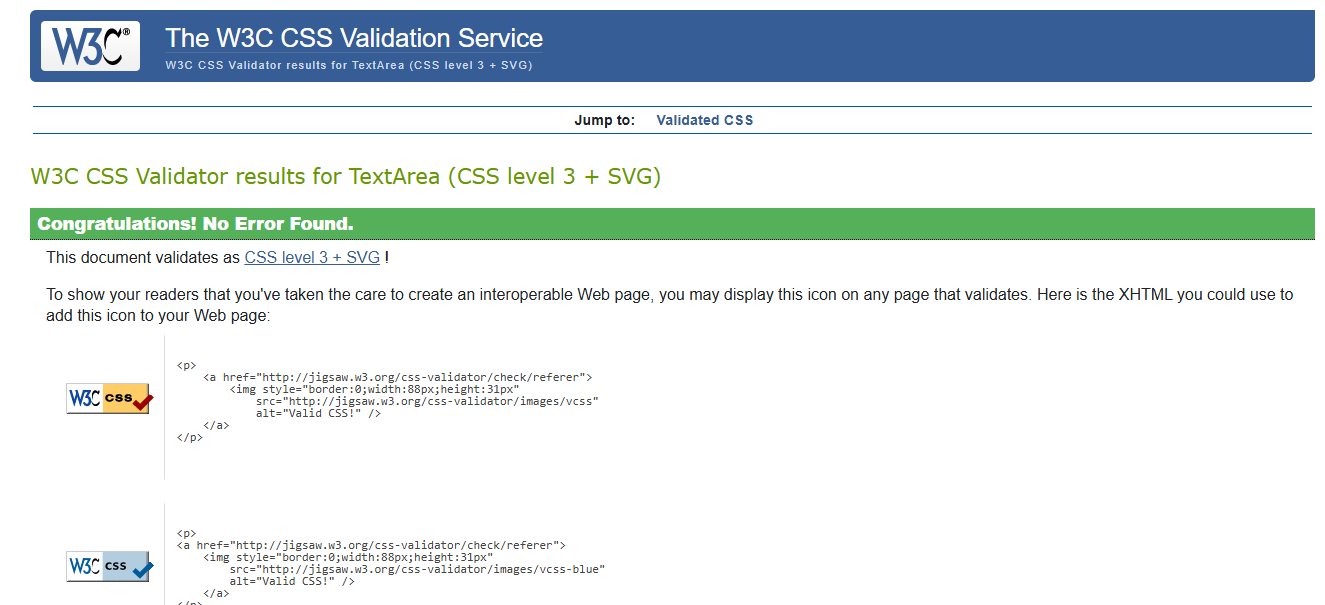 W3C®
The W3C CSS Validation Service
W3C CSS Validator results for TextArea (CSS level 3 + SVG)
Jump to: Validated CSS
W3C CSS Validator results for TextArea (CSS level 3 + SVG)
Congratulations! No Error Found.
This document validates as CSS level 3 + SVG !
To show your readers that you've taken the care to create an interoperable Web page, you may display this icon on any page that validates. Here is the XHTML you could use to
add this icon to your Web page:
W3C css
<p>
<a href="http://jigsaw.w3.org/css-validator/check/referer">
<img style="border:0;width:88px;height:31px"
src="http://jigsaw.w3.org/css-validator/images/vcss"
alt="Valid CSS!" />
</a>
</p>
W3C css
<p>
<a href="http://jigsaw.w3.org/css-validator/check/referer">
<img style="border:0;width:88px;height:31px"
src="http://jigsaw.w3.org/css-validator/images/vcss-blue"
alt="Valid CSS!" />
</a>
</p>